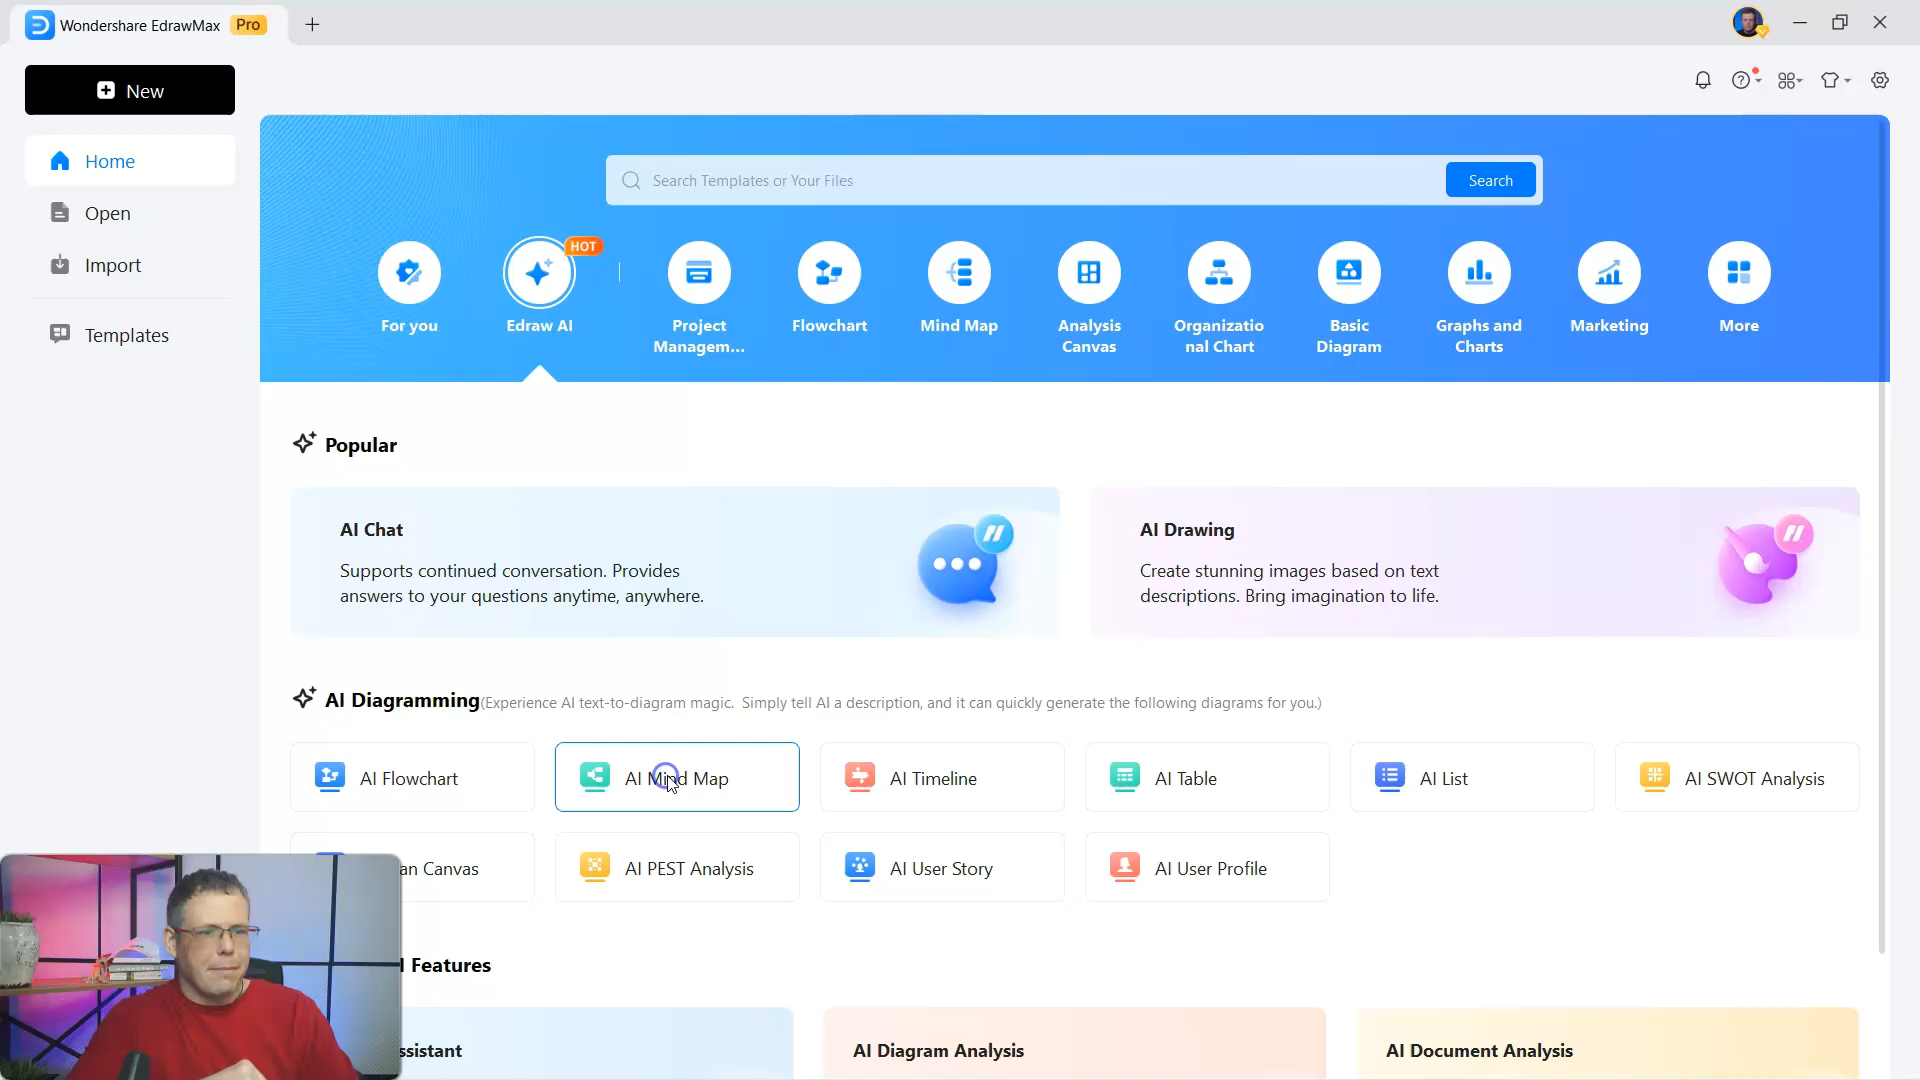 Wondershare EdrawMax Pro
New
Home
Open
Import
Templates
Search Templates or Your Files
Search
HOT
For you
Edraw AI
Project
Managem...
Flowchart
Mind Map
Analysis
Canvas
Organizatio
nal Chart
Basic
Diagram
Graphs and
Charts
Marketing
More
Popular
AI Chat
Supports continued conversation. Provides
answers to your questions anytime, anywhere.
AI Drawing
Create stunning images based on text
descriptions. Bring imagination to life.
AI Diagramming(Experience AI text-to-diagram magic. Simply tell AI a description, and it can quickly generate the following diagrams for you.)
AI Flowchart
AI Mind Map
AI Timeline
AI Table
AI List
AI SWOT Analysis
an Canvas
AI PEST Analysis
AI User Story
AI User Profile
I Features
ssistant
AI Diagram Analysis
AI Document Analysis